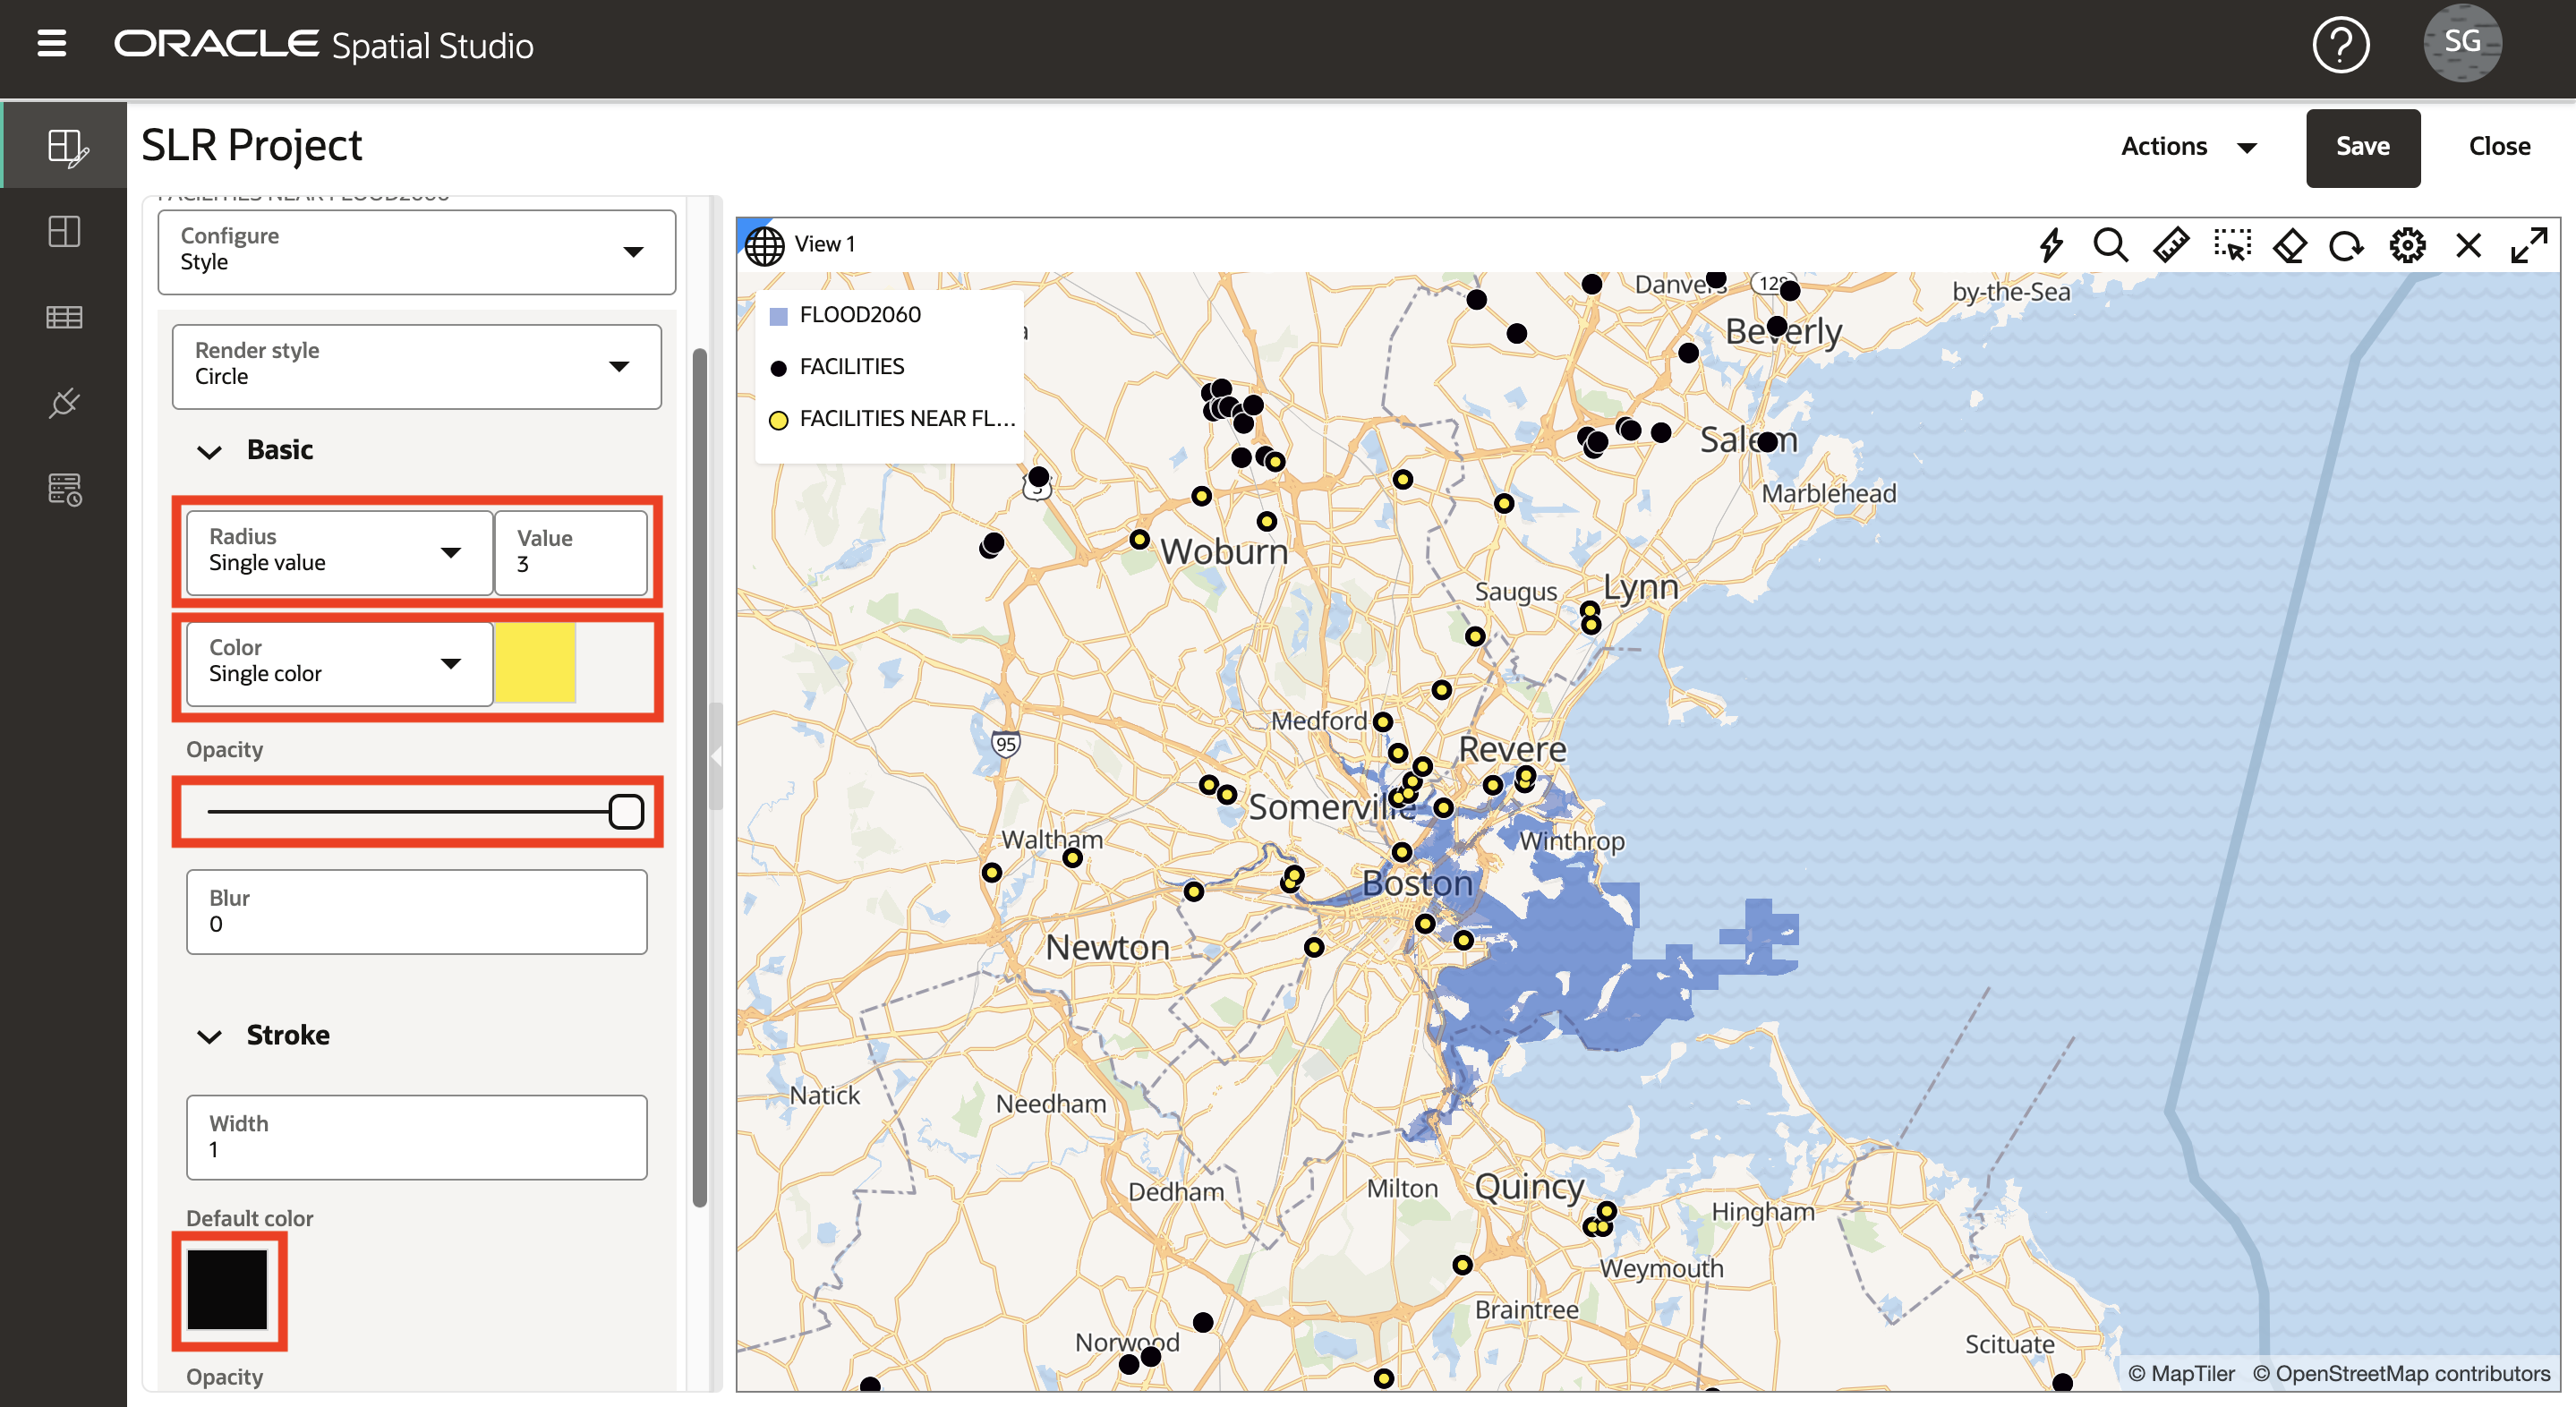 ORACLE Spatial Studio
SG
SLR Project
Actions
Save
Close
FACILITIES NEAR FLOOD2060
Configure
Style
Render style
Circle
Basic
Radius
Single value
Value
3
Color
Single color
Opacity
Blur
0
Stroke
Width
1
Default color
Opacity
View 1
FLOOD2060
FACILITIES
FACILITIES NEAR FL...
Danvers
128
by-the-Sea
Beverly
Salem
Marblehead
3
Woburn
Saugus
Lynn
Medford
Revere
95
Somerville
Waltham
Winthrop
Boston
Newton
Natick
Needham
Dedham
Milton
Quincy
Hingham
Weymouth
Braintree
Norwood
Scituate
© MapTiler © OpenStreetMap contributors